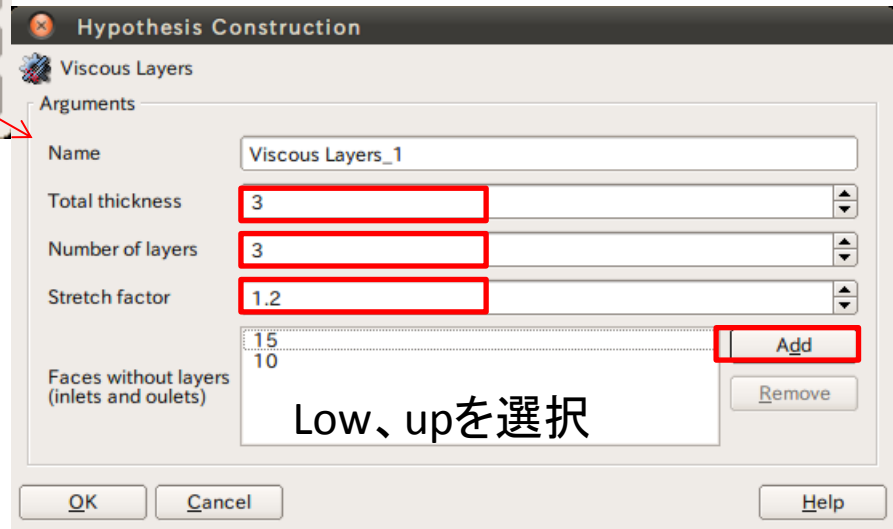 Hypothesis Construction
Viscous Layers
Arguments
Name Viscous Layers_1
Total thickness 3
Number of layers 3
Stretch factor 1.2
Faces without layers
(inlets and oulets)
15
10
Low、upを選択
Add
Remove
OK Cancel Help